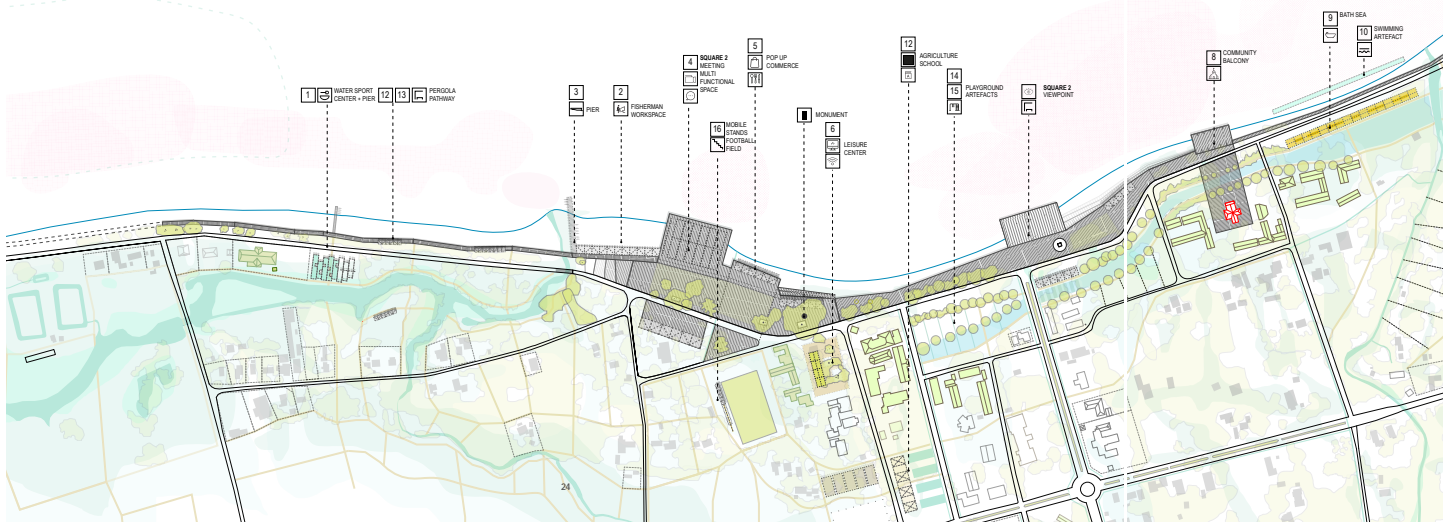 9
BATH SEA
10
SWIMMING
ARTEFACT
8
COMMUNITY
BALCONY
12
AGRICULTURE
SCHOOL
5
POP UP
COMMERCE
4
SQUARE 2
MEETING
MULTI
FUNCTIONAL
SPACE
14
15
PLAYGROUND
ARTEFACTS
SQUARE 2
VIEWPOINT
1
WATER SPORT
CENTER + PIER
12
13
PERGOLA
PATHWAY
3
PIER
2
FISHERMAN
WORKSPACE
MONUMENT
16
MOBILE
STANDS
FOOTBALL
FIELD
6
LEISURE
CENTER
24